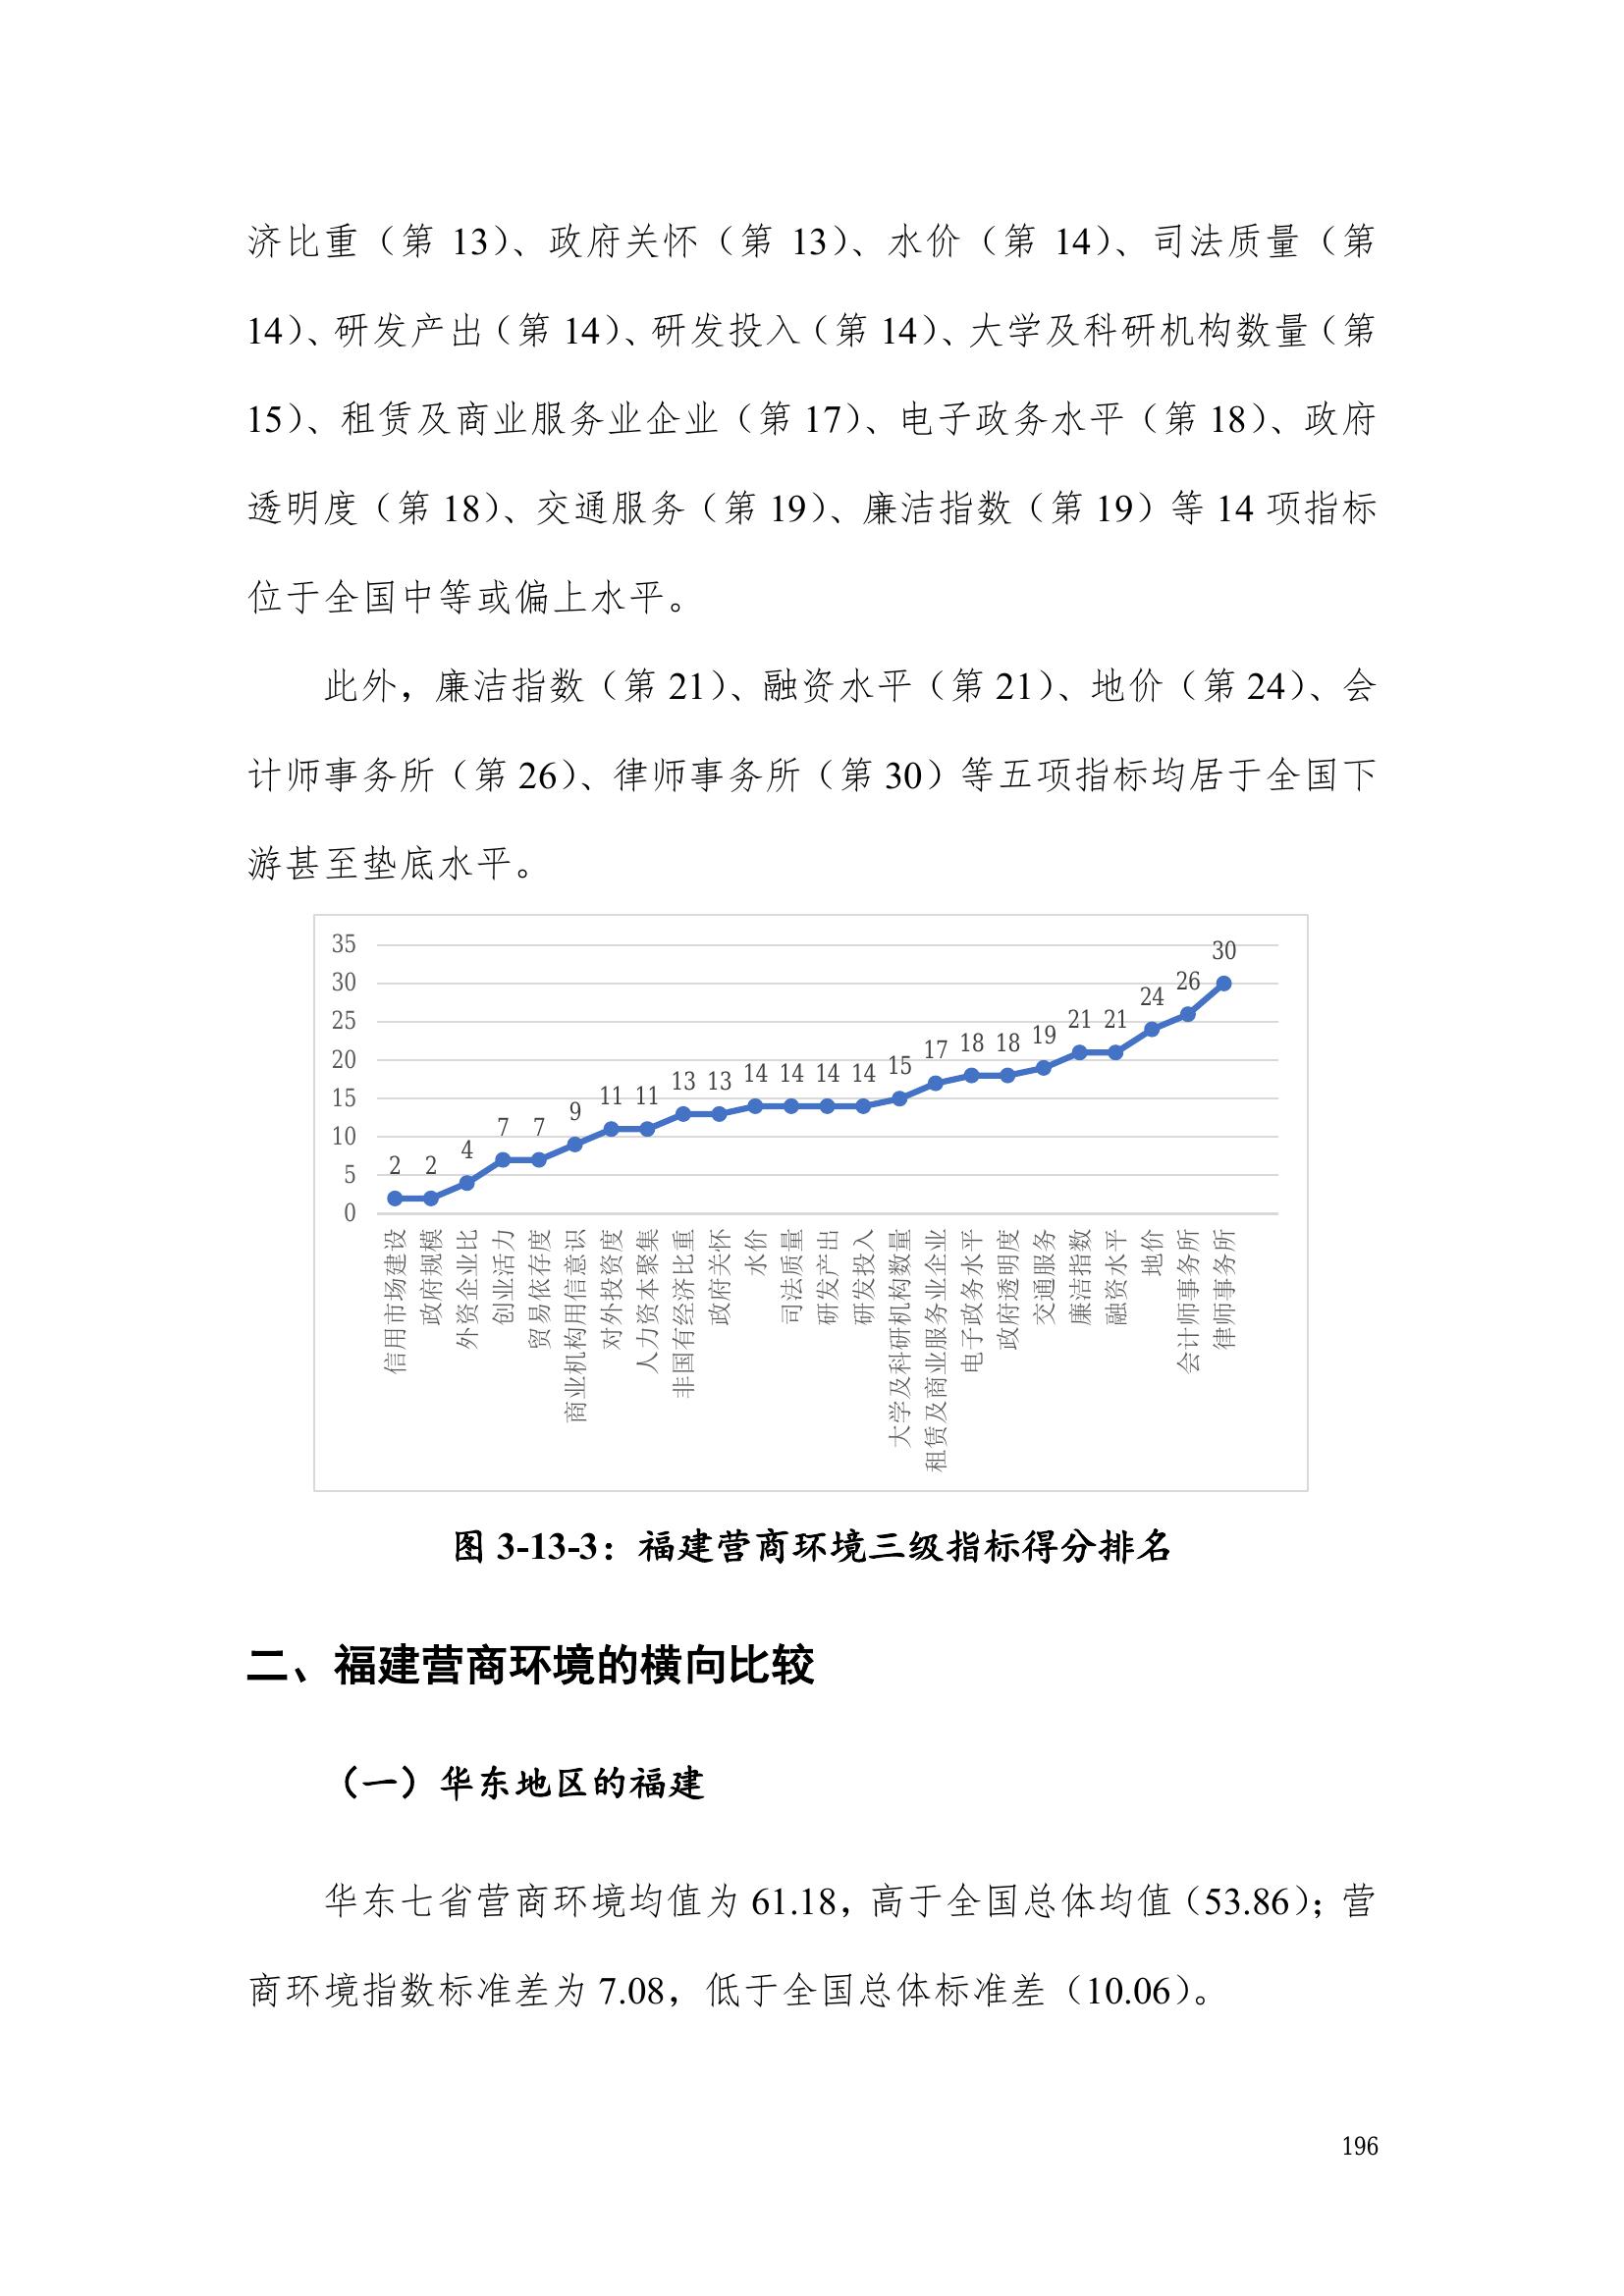 济比重（第 13）、政府关怀（第 13）、水价（第 14）、司法质量（第
14）、研发产出（第 14）、研发投入（第 14）、大学及科研机构数量（第
15）、租赁及商业服务业企业（第 17）、电子政务水平（第 18）、政府
透明度（第 18）、交通服务（第 19）、廉洁指数（第 19）等 14 项指标
位于全国中等或偏上水平。
此外，廉洁指数（第 21）、融资水平（第 21）、地价（第 24）、会
计师事务所（第 26）、律师事务所（第 30）等五项指标均居于全国下
游甚至垫底水平。
35
30
25
20
15
10
5
0
2 2 4 7 7 9 11 11 13 13 14 14 14 14 15 17 18 18 19 21 21 24 26 30
信用市场建设
政府规模
外资企业比
创业活力
贸易依存度
商业机构用信意识
对外投资度
人力资本聚集
非国有经济比重
政府关怀
水价
司法质量
研发产出
研发投入
大学及科研机构数量
租赁及商业服务业企业
电子政务水平
政府透明度
交通服务
廉洁指数
融资水平
地价
会计师事务所
律师事务所
图 3-13-3：福建营商环境三级指标得分排名
二、福建营商环境的横向比较
（一）华东地区的福建
华东七省营商环境均值为 61.18，高于全国总体均值（53.86）；营
商环境指数标准差为 7.08，低于全国总体标准差（10.06）。
196